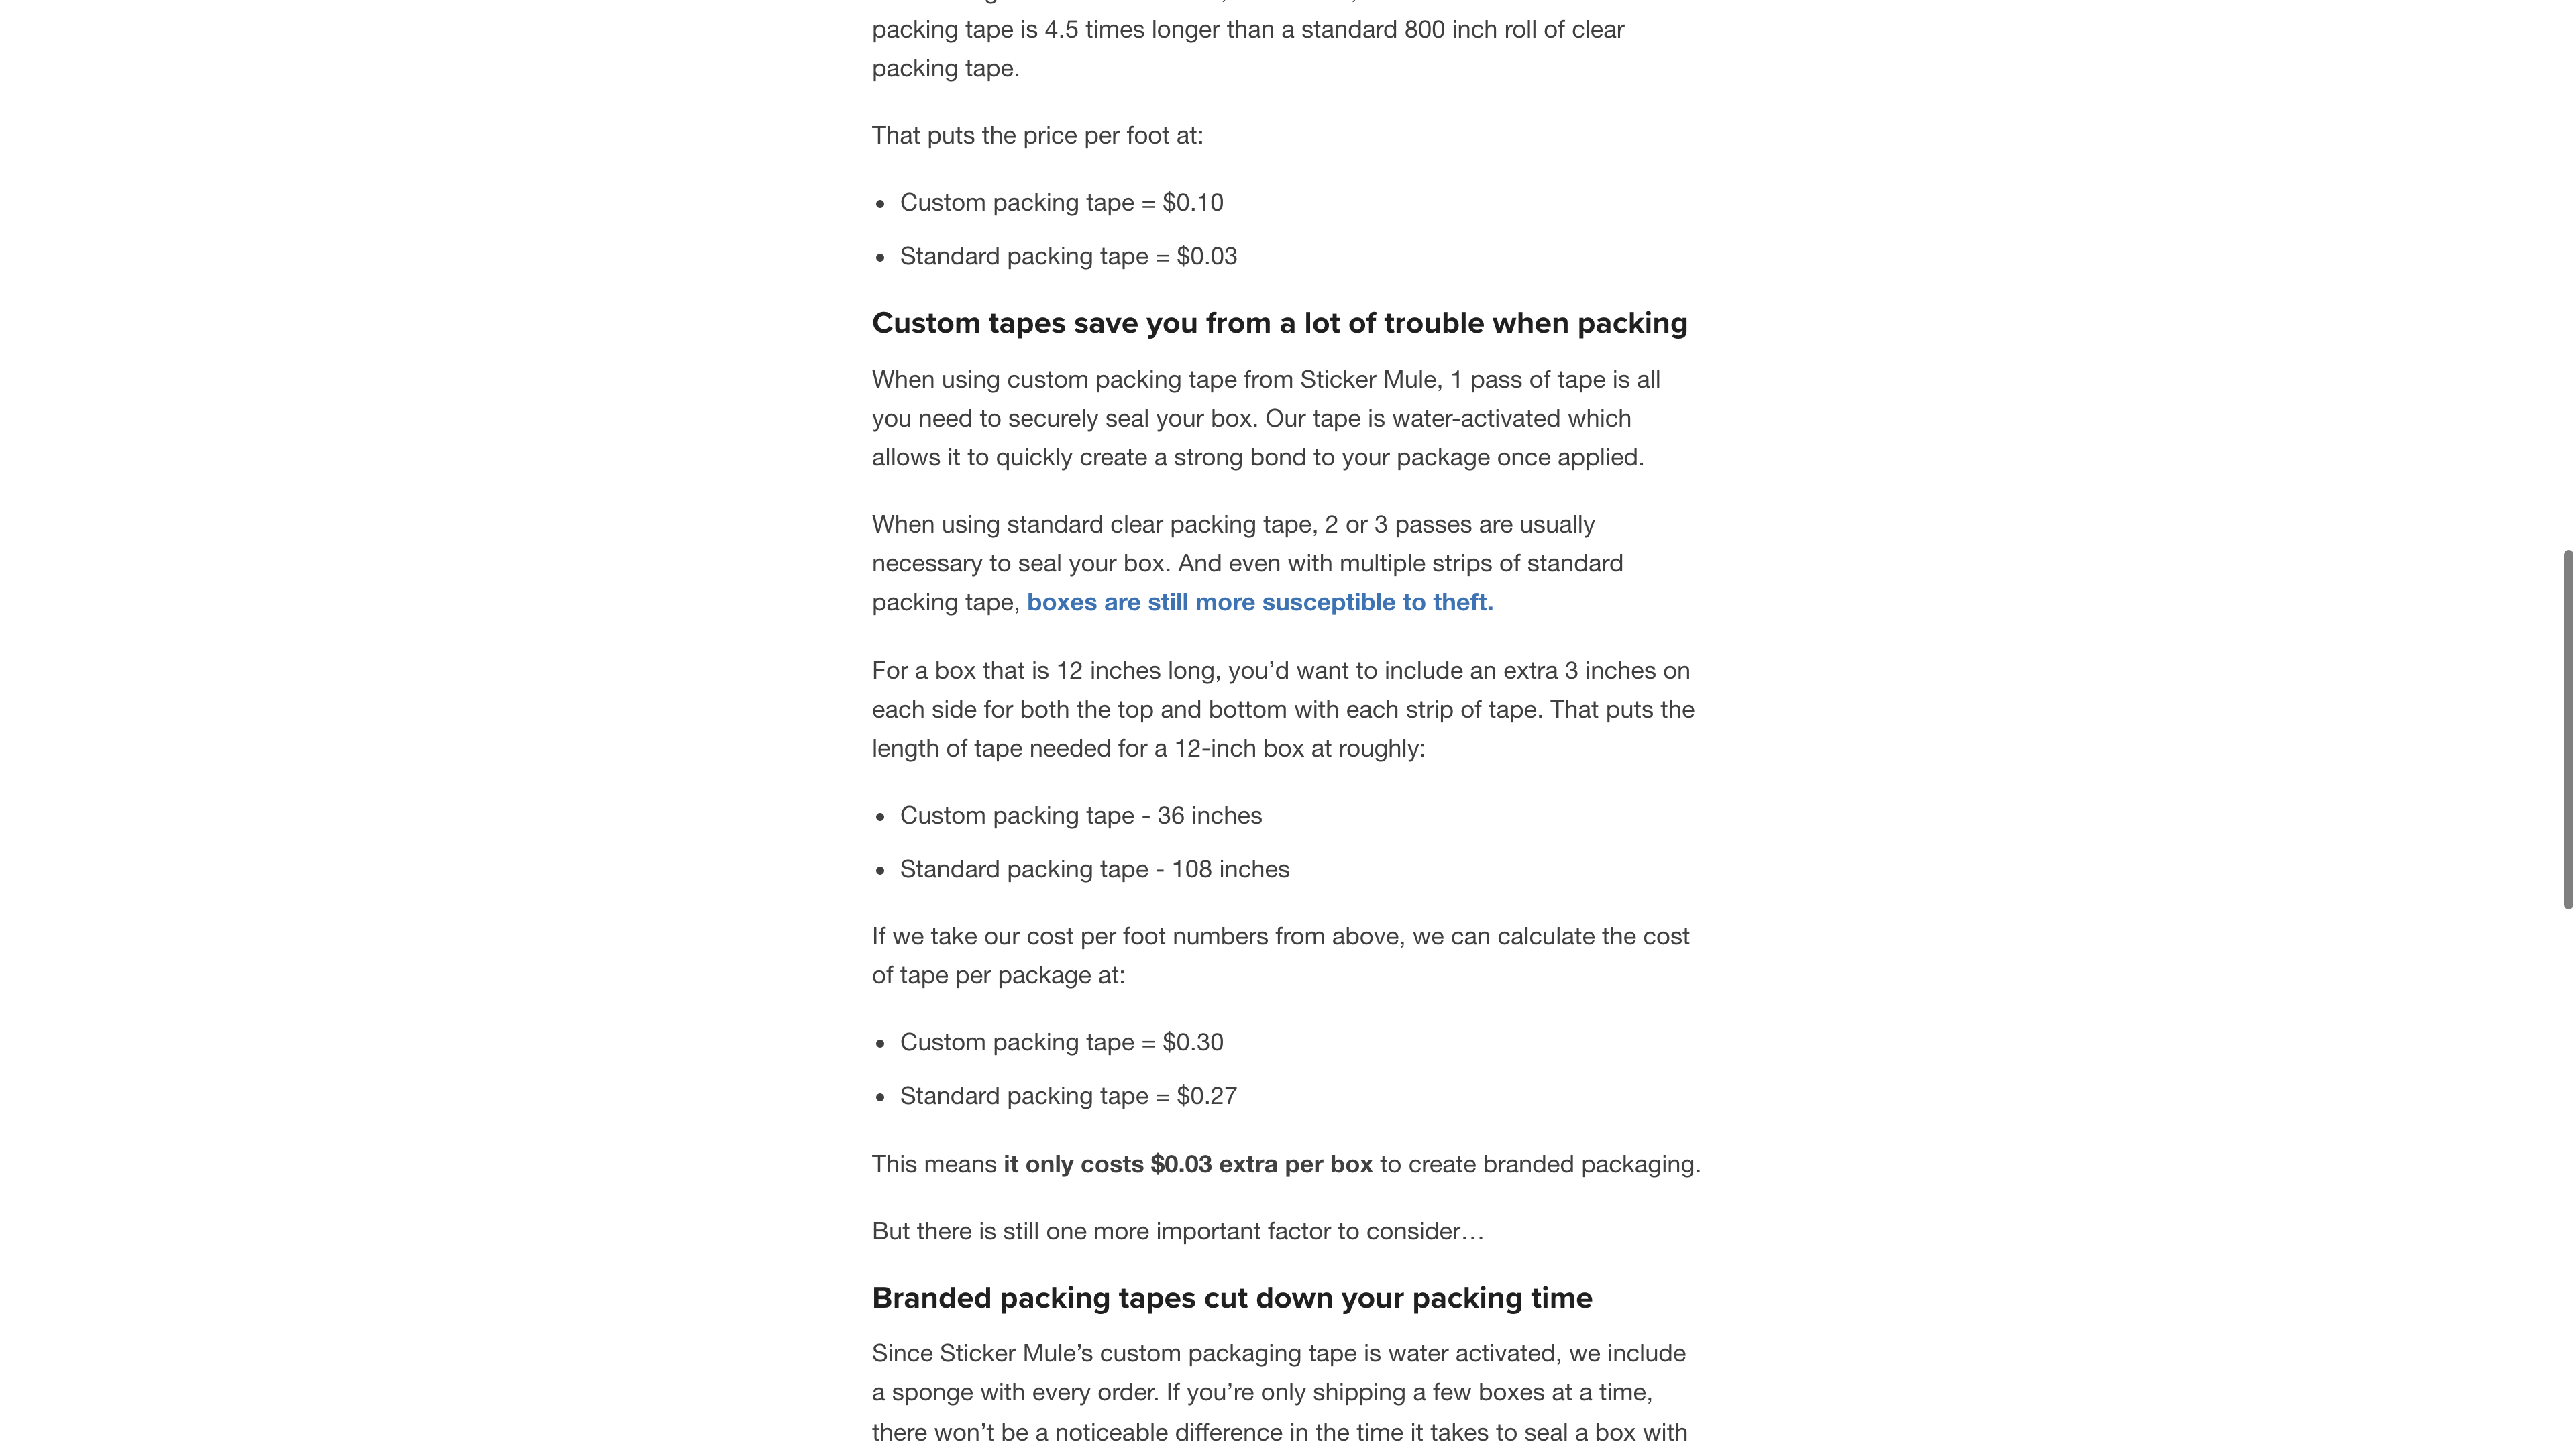 packing tape is 4.5 times longer than a standard 800 inch roll of clear
packing tape.
That puts the price per foot at:
• Custom packing tape = $0.10
• Standard packing tape = $0.03
Custom tapes save you from a lot of trouble when packing
When using custom packing tape from Sticker Mule, 1 pass of tape is all
you need to securely seal your box. Our tape is water-activated which
allows it to quickly create a strong bond to your package once applied.
When using standard clear packing tape, 2 or 3 passes are usually
necessary to seal your box. And even with multiple strips of standard
packing tape, boxes are still more susceptible to theft.
For a box that is 12 inches long, you’d want to include an extra 3 inches on
each side for both the top and bottom with each strip of tape. That puts the
length of tape needed for a 12-inch box at roughly:
• Custom packing tape - 36 inches
• Standard packing tape - 108 inches
If we take our cost per foot numbers from above, we can calculate the cost
of tape per package at:
• Custom packing tape = $0.30
• Standard packing tape = $0.27
This means it only costs $0.03 extra per box to create branded packaging.
But there is still one more important factor to consider…
Branded packing tapes cut down your packing time
Since Sticker Mule’s custom packaging tape is water activated, we include
a sponge with every order. If you’re only shipping a few boxes at a time,
there won’t be a noticeable difference in the time it takes to seal a box with